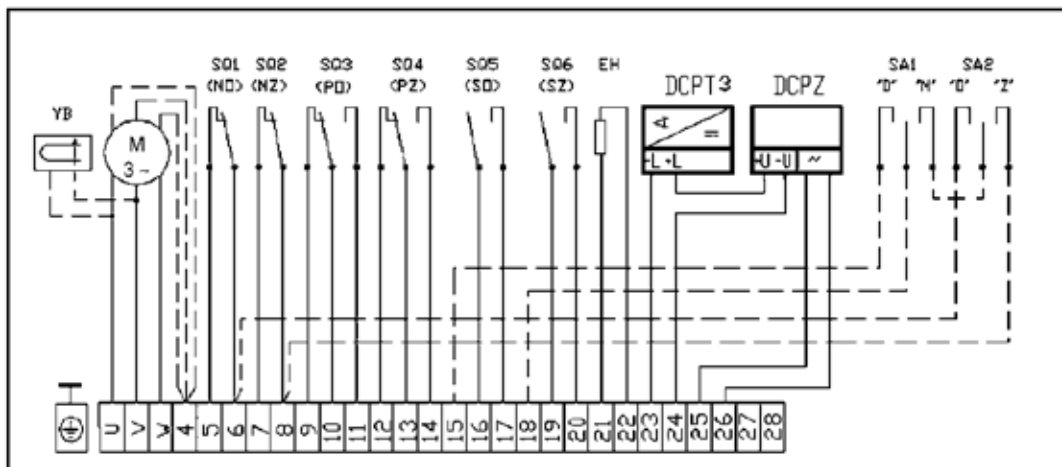 SQ1 SQ2 SQ3 SQ4 SQ5 SQ6 EH SA1 SA2
(NO) (NZ) (PO) (PZ) (SO) (SZ) DCPT3 DCPZ "D" "M" "O" "Z"
YB
M
3~
A
=
-L +L
+U -U ~
U V W 4 5 6 7 8 9 10 11 12 13 14 15 16 17 18 19 20 21 22 23 24 25 26 27 28